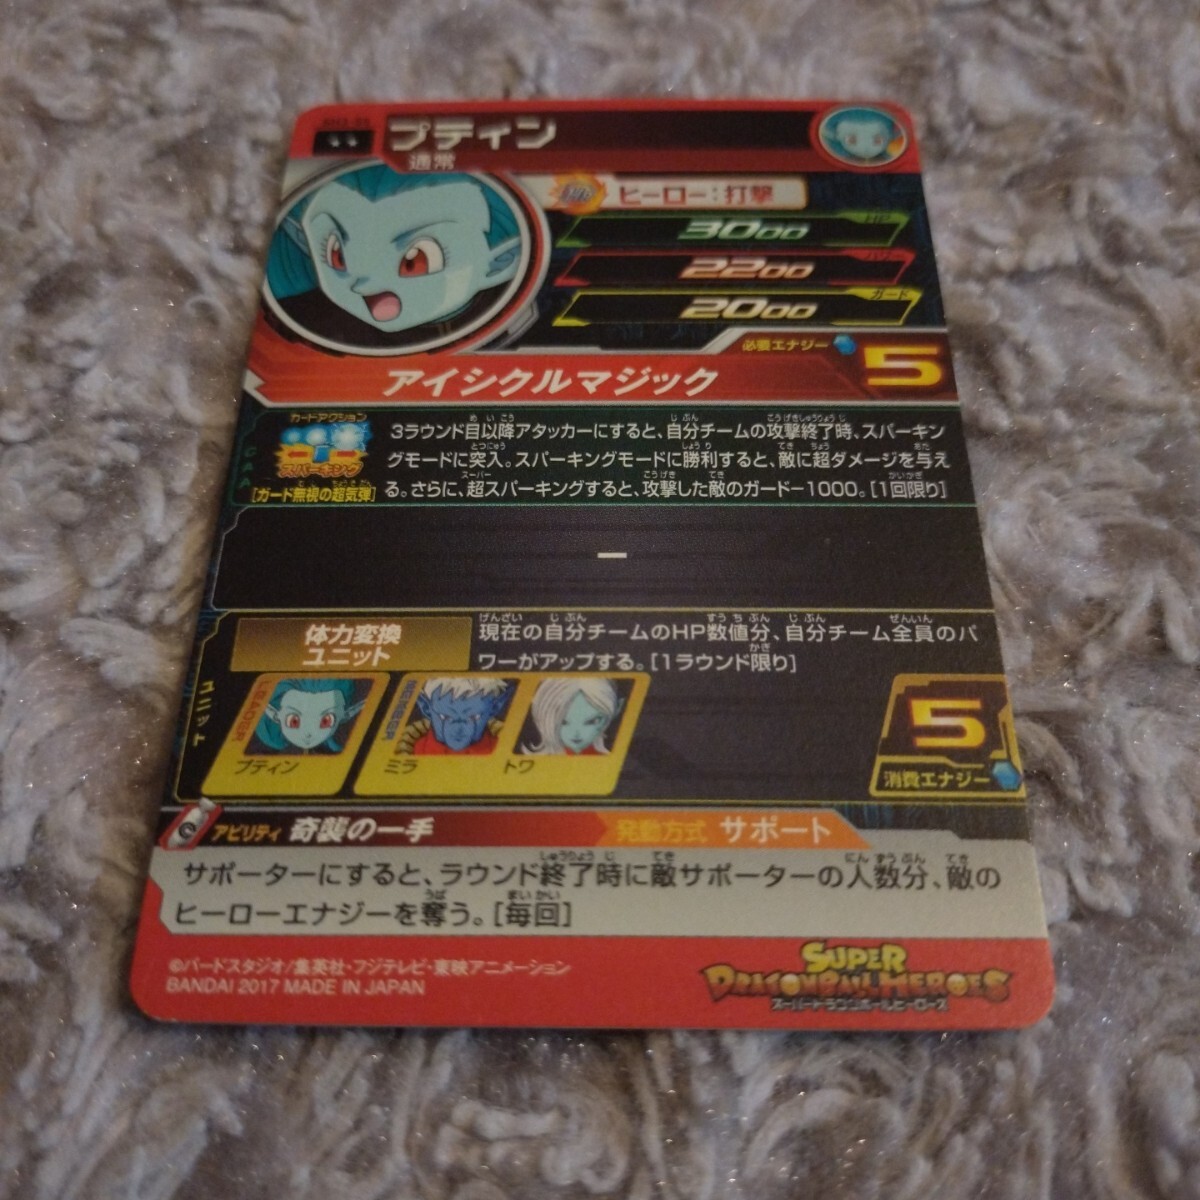 プティン
通常
ヒーロー:打撃
HP
3000
パワー
2200
ガード
2000
必要エナジー
5
アイシクルマジック
CAA
カードアクション
スパーキング
[ガード無視の超気弾]
3ラウンド目以降アタッカーにすると、自分チームの攻撃終了時、スパーキン
グモードに突入。スパーキングモードに勝利すると、敵に超ダメージを与え
る。さらに、超スパーキングすると、攻撃した敵のガード-1000。[1回限り]
ー
ユニット
体力変換
ユニット
現在の自分チームのHP数値分、自分チーム全員のパ
ワーがアップする。[1ラウンド限り]
LEADER
プティン
MEMBER
ミラ
トワ
5
消費エナジー
アビリティ 奇襲の一手
発動方式 サポート
サポーターにすると、ラウンド終了時に敵サポーターの人数分、敵の
ヒーローエナジーを奪う。[毎回]
©バードスタジオ/集英社・フジテレビ・東映アニメーション
BANDAI 2017 MADE IN JAPAN
SUPER
DRAGONBALL HEROES
スーパードラゴンボールヒーローズ